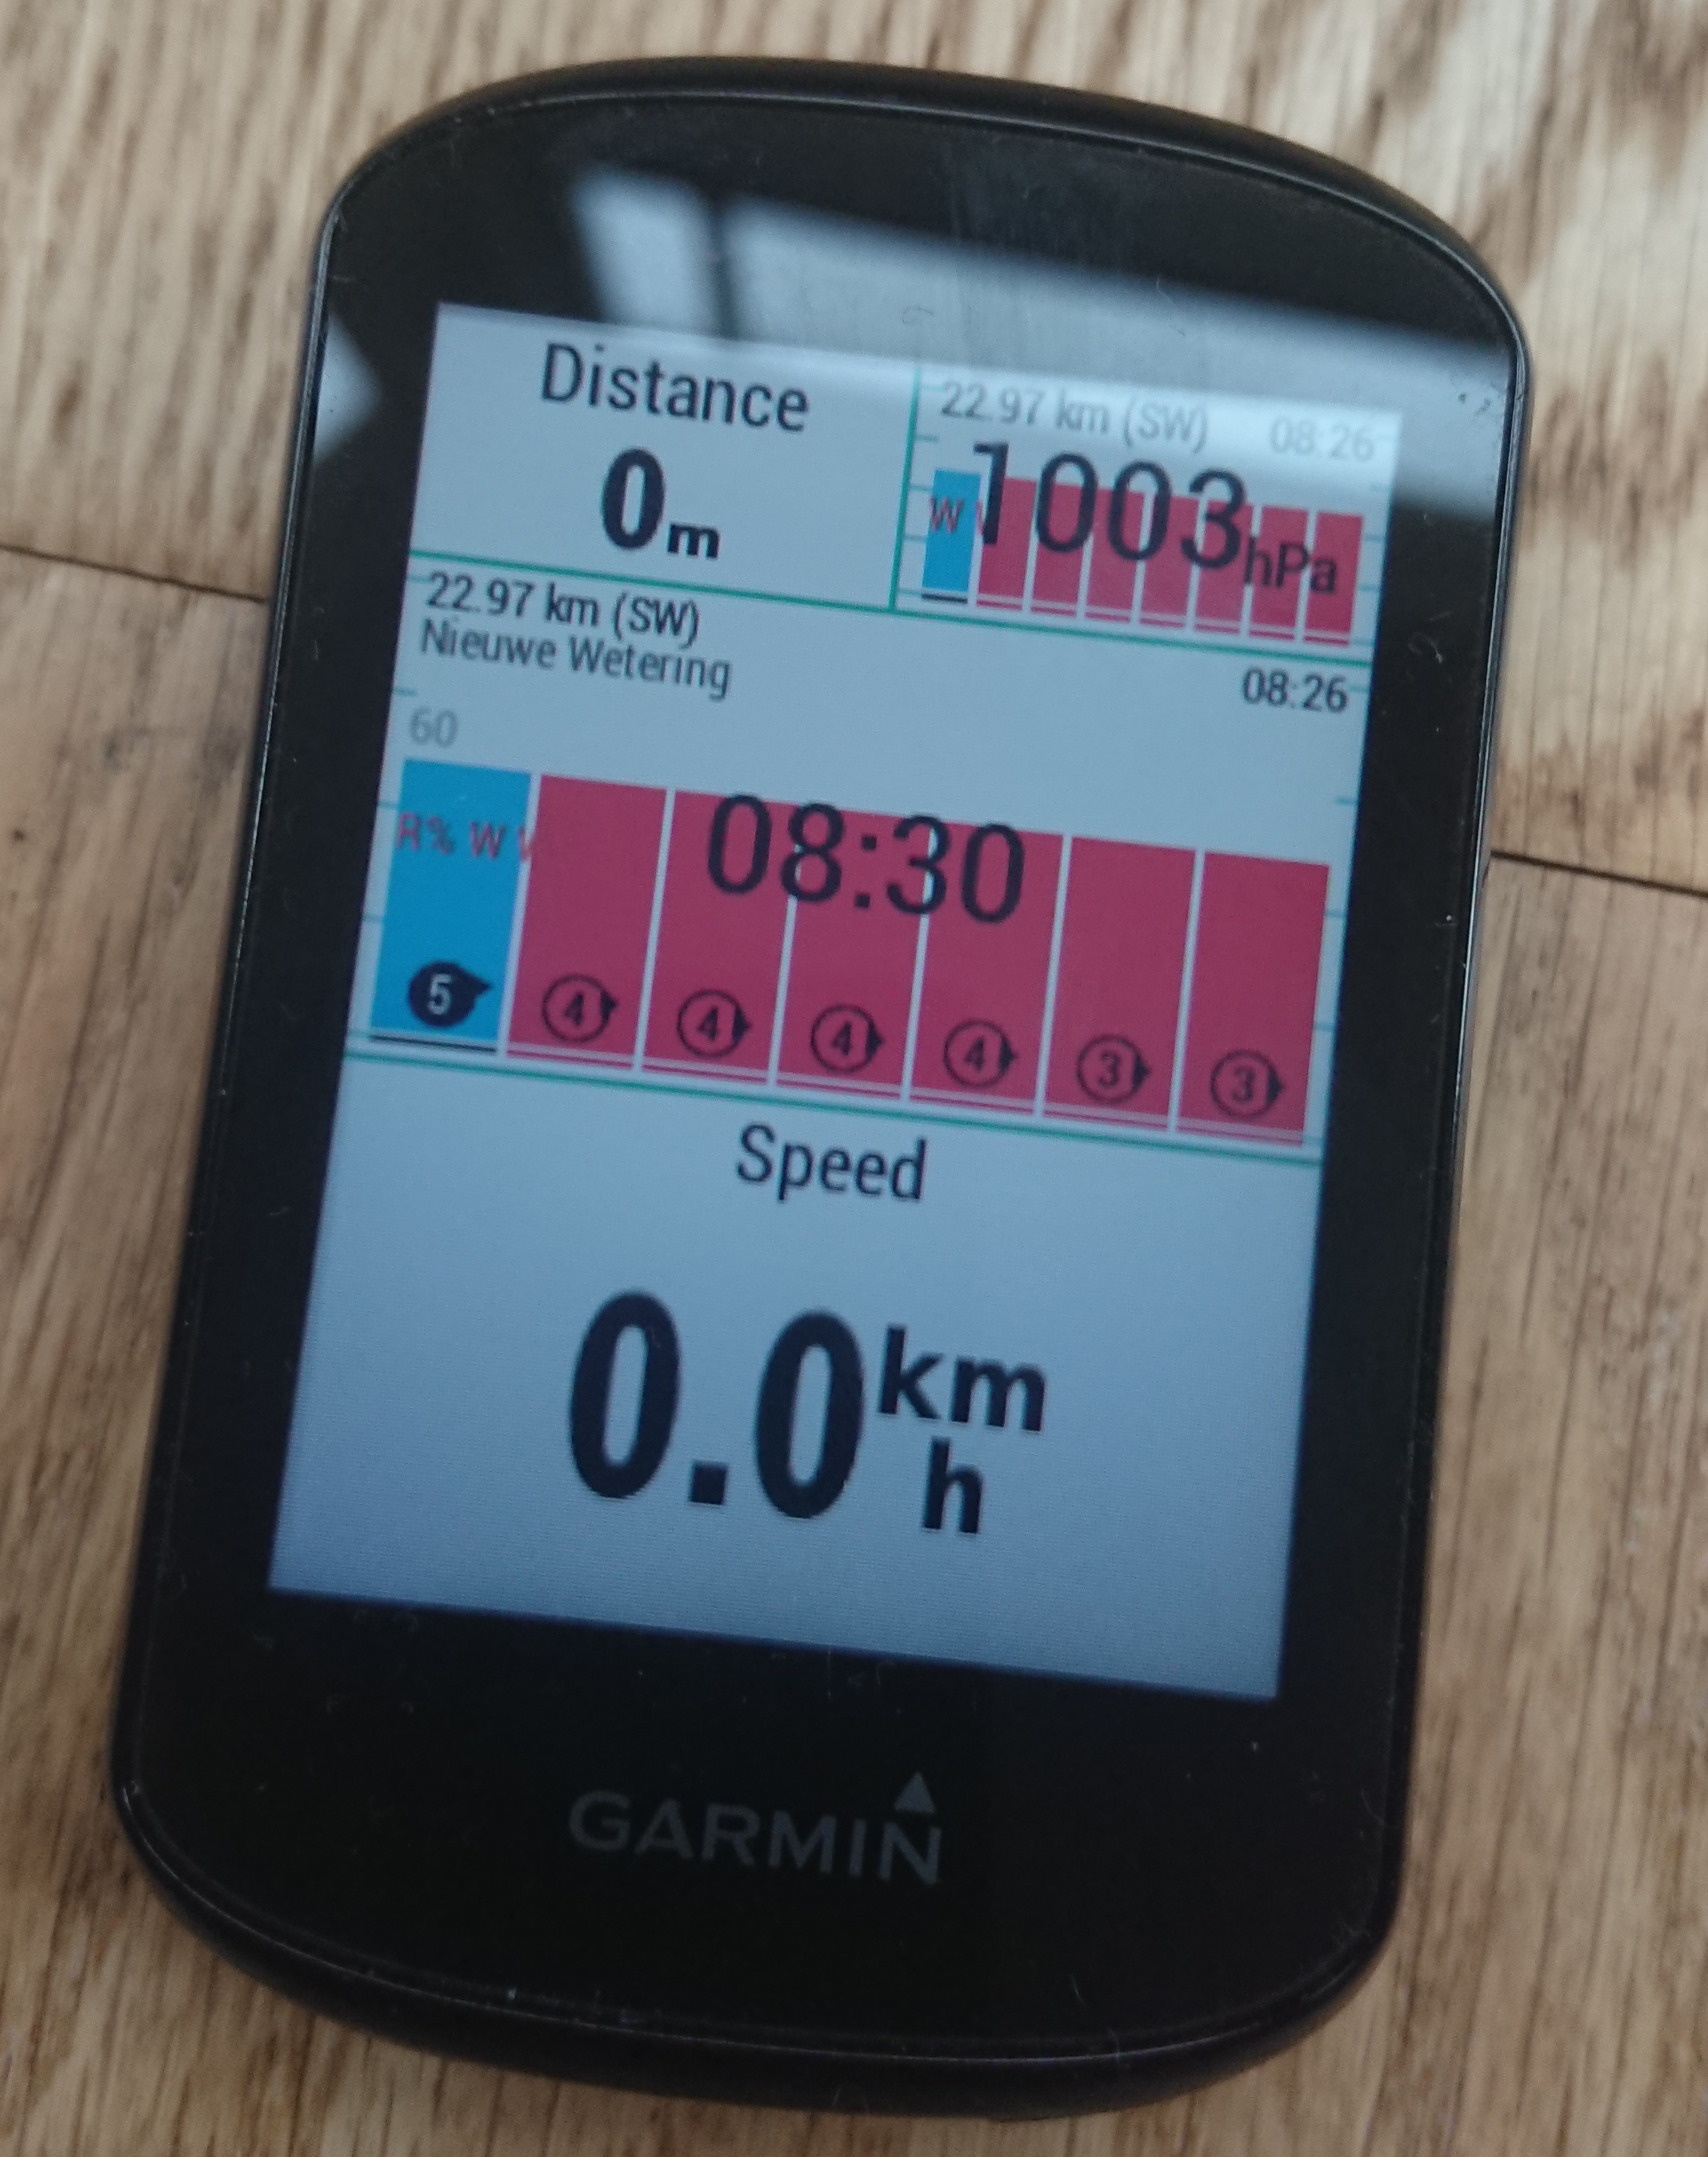 Distance
0m
22.97 km (SW) 08:26
1003hPa
W
22.97 km (SW)
Nieuwe Wetering
08:26
60
08:30
R% W
5 4 4 4 4 3 3
Speed
0.0 km
h
GARMIN